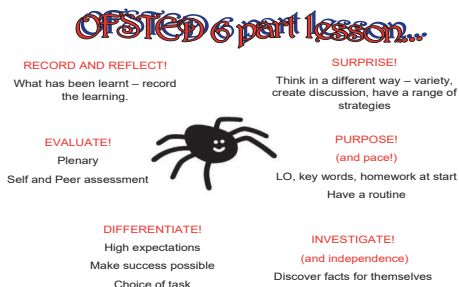 OFSTED 6 part lesson...
RECORD AND REFLECT!
What has been learnt – record
the learning.
SURPRISE!
Think in a different way – variety,
create discussion, have a range of
strategies
EVALUATE!
Plenary
Self and Peer assessment
PURPOSE!
(and pace!)
LO, key words, homework at start
Have a routine
DIFFERENTIATE!
High expectations
Make success possible
Choice of task
INVESTIGATE!
(and independence)
Discover facts for themselves